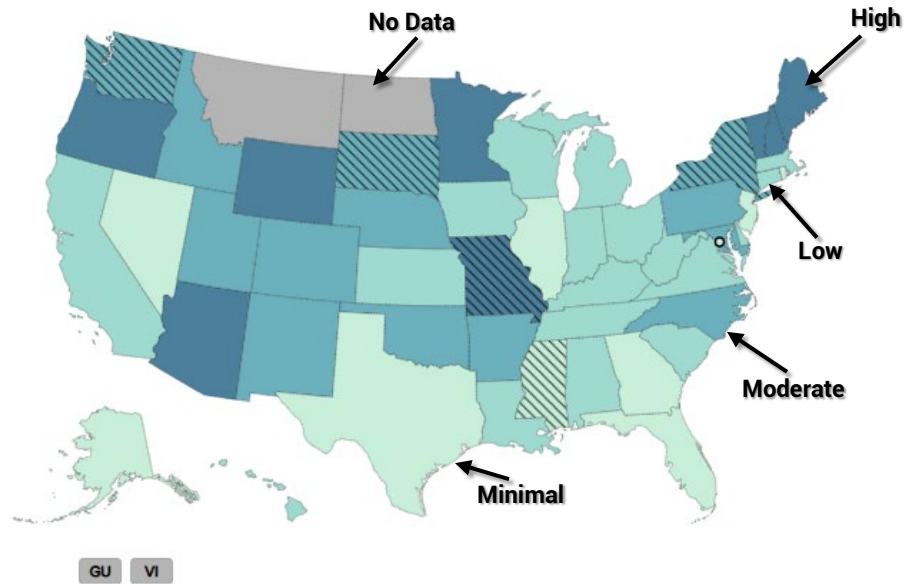 High
No Data
Low
Moderate
Minimal
GU VI